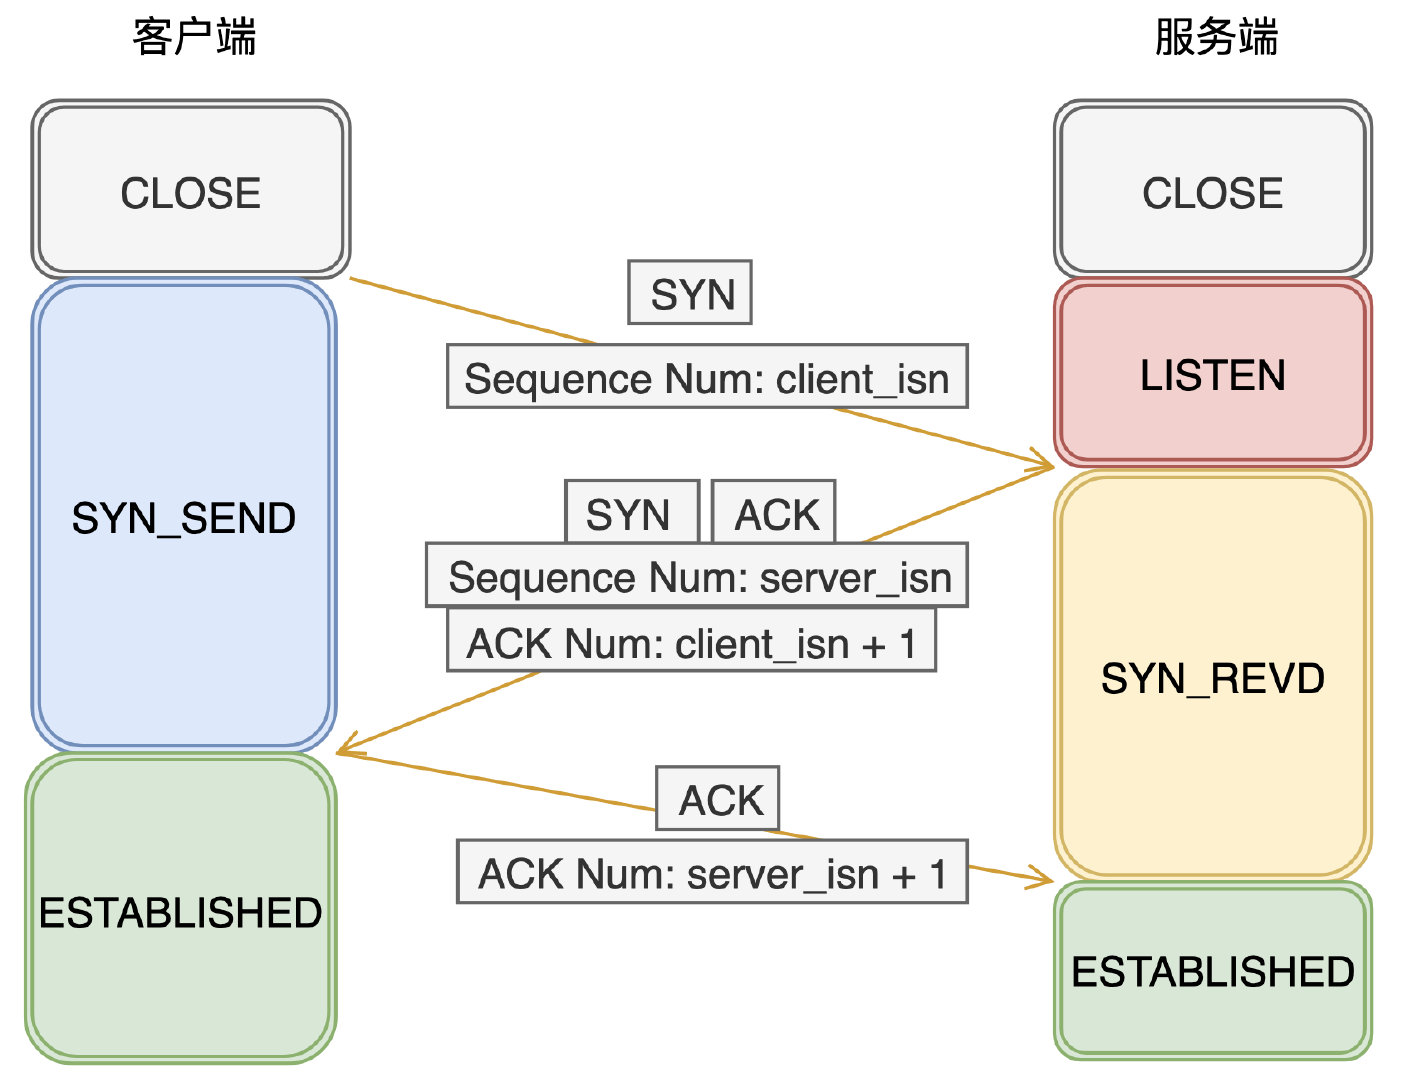 客户端
服务端
CLOSE
CLOSE
SYN
Sequence Num: client_isn
LISTEN
SYN_SEND
SYN
ACK
Sequence Num: server_isn
ACK Num: client_isn + 1
SYN_REVD
ACK
ACK Num: server_isn + 1
ESTABLISHED
ESTABLISHED